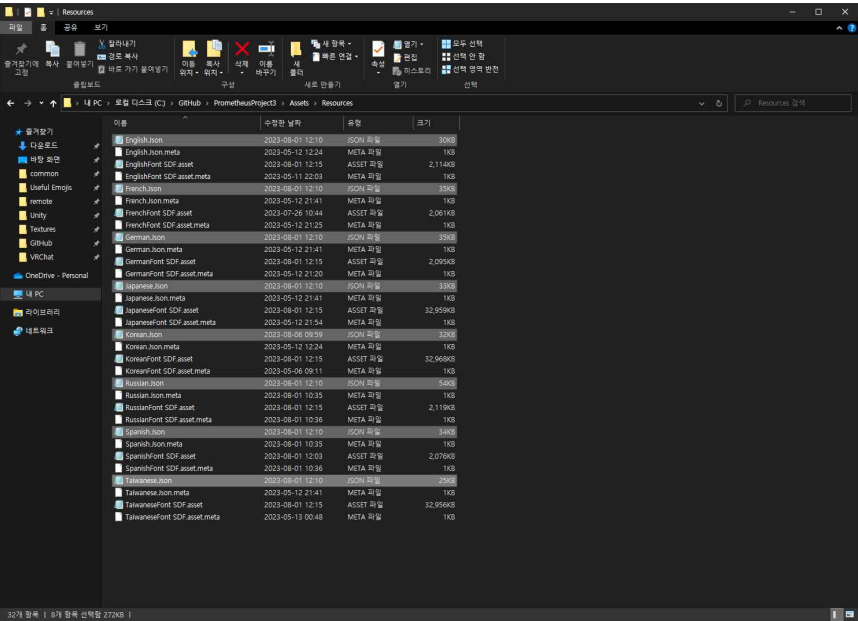 Resources
파일 홈 공유 보기
즐겨찾기에 고정
복사
붙여넣기
잘라내기
경로 복사
바로 가기 붙여넣기
클립보드
이동 위치
복사 위치
삭제
이름 바꾸기
구성
새 폴더
새 항목
빠른 연결
새로 만들기
속성
열기
편집
히스토리
열기
모두 선택
선택 안 함
선택 영역 반전
선택
내 PC > 로컬 디스크 (C:) > GitHub > PrometheusProject3 > Assets > Resources
Resources 검색
즐겨찾기
다운로드
바탕 화면
common
Useful Emojis
remote
Unity
Textures
GitHub
VRChat
OneDrive - Personal
내 PC
라이브러리
네트워크
이름 수정한 날짜 유형 크기
English.Json 2023-08-01 12:10 JSON 파일 30KB
English.Json.meta 2023-05-12 12:24 META 파일 1KB
EnglishFont SDF.asset 2023-08-01 12:15 ASSET 파일 2,114KB
EnglishFont SDF.asset.meta 2023-05-11 22:03 META 파일 1KB
French.Json 2023-08-01 12:10 JSON 파일 35KB
French.Json.meta 2023-05-12 21:41 META 파일 1KB
FrenchFont SDF.asset 2023-07-26 10:44 ASSET 파일 2,061KB
FrenchFont SDF.asset.meta 2023-05-12 21:25 META 파일 1KB
German.Json 2023-08-01 12:10 JSON 파일 35KB
German.Json.meta 2023-05-12 21:41 META 파일 1KB
GermanFont SDF.asset 2023-08-01 12:15 ASSET 파일 2,095KB
GermanFont SDF.asset.meta 2023-05-12 21:20 META 파일 1KB
Japanese.Json 2023-08-01 12:10 JSON 파일 33KB
Japanese.Json.meta 2023-05-12 21:41 META 파일 1KB
JapaneseFont SDF.asset 2023-08-01 12:15 ASSET 파일 32,959KB
JapaneseFont SDF.asset.meta 2023-05-12 21:54 META 파일 1KB
Korean.Json 2023-08-06 09:59 JSON 파일 32KB
Korean.Json.meta 2023-05-12 12:24 META 파일 1KB
KoreanFont SDF.asset 2023-08-01 12:15 ASSET 파일 32,968KB
KoreanFont SDF.asset.meta 2023-05-06 09:11 META 파일 1KB
Russian.Json 2023-08-01 12:10 JSON 파일 54KB
Russian.Json.meta 2023-08-01 10:35 META 파일 1KB
RussianFont SDF.asset 2023-08-01 12:15 ASSET 파일 2,119KB
RussianFont SDF.asset.meta 2023-08-01 10:36 META 파일 1KB
Spanish.Json 2023-08-01 12:10 JSON 파일 34KB
Spanish.Json.meta 2023-08-01 10:35 META 파일 1KB
SpanishFont SDF.asset 2023-08-01 12:03 ASSET 파일 2,076KB
SpanishFont SDF.asset.meta 2023-08-01 10:36 META 파일 1KB
Taiwanese.Json 2023-08-01 12:10 JSON 파일 25KB
Taiwanese.Json.meta 2023-05-12 21:41 META 파일 1KB
TaiwaneseFont SDF.asset 2023-08-01 12:15 ASSET 파일 32,956KB
TaiwaneseFont SDF.asset.meta 2023-05-13 00:48 META 파일 1KB
32개 항목 | 8개 항목 선택함 272KB |